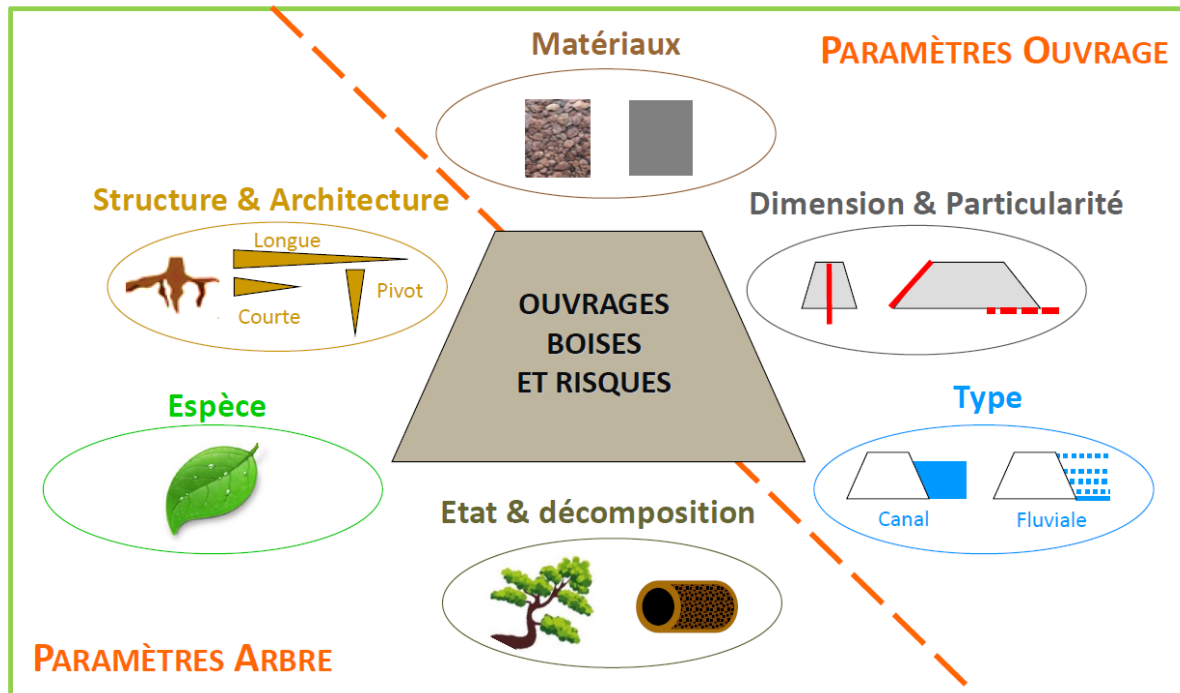 Matériaux
PARAMÈTRES OUVRAGE
Structure & Architecture
Longue
Courte
Pivot
Dimension & Particularité
OUVRAGES
BOISES
ET RISQUES
Espèce
Type
Canal
Fluviale
Etat & décomposition
PARAMÈTRES ARBRE